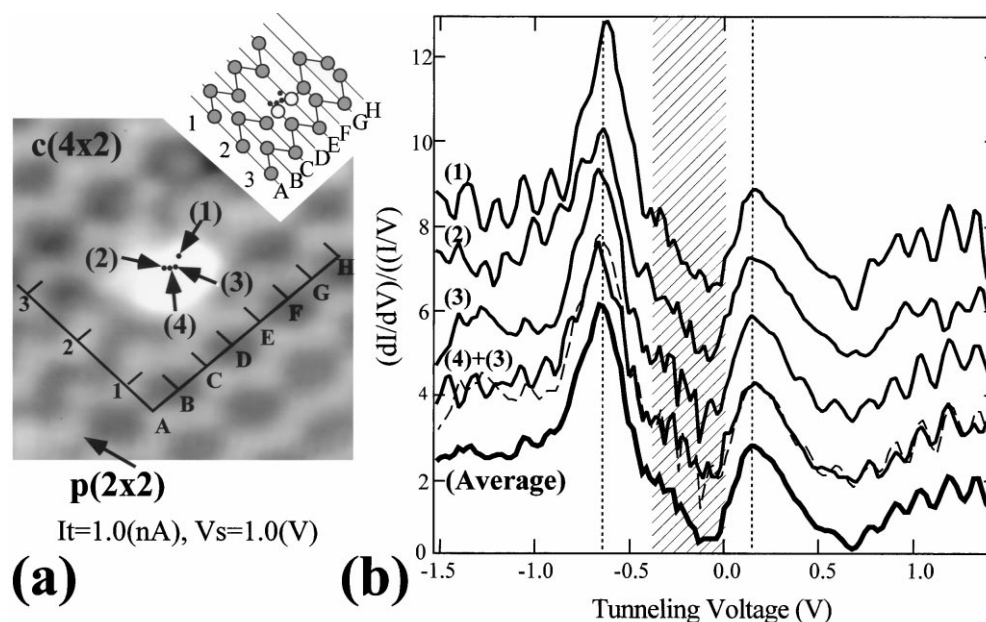 (a)
c(4x2)
1
2
3
A
B
C
D
E
F
G
H
(1)
(2)
(3)
(4)
3
2
1
A
B
C
D
E
F
G
H
p(2x2)
It=1.0(nA), Vs=1.0(V)
(b)
(dI/dV)/(I/V)
12
10
8
6
4
2
0
(1)
(2)
(3)
(4)+(3)
(Average)
-1.5
-1.0
-0.5
0.0
0.5
1.0
Tunneling Voltage (V)